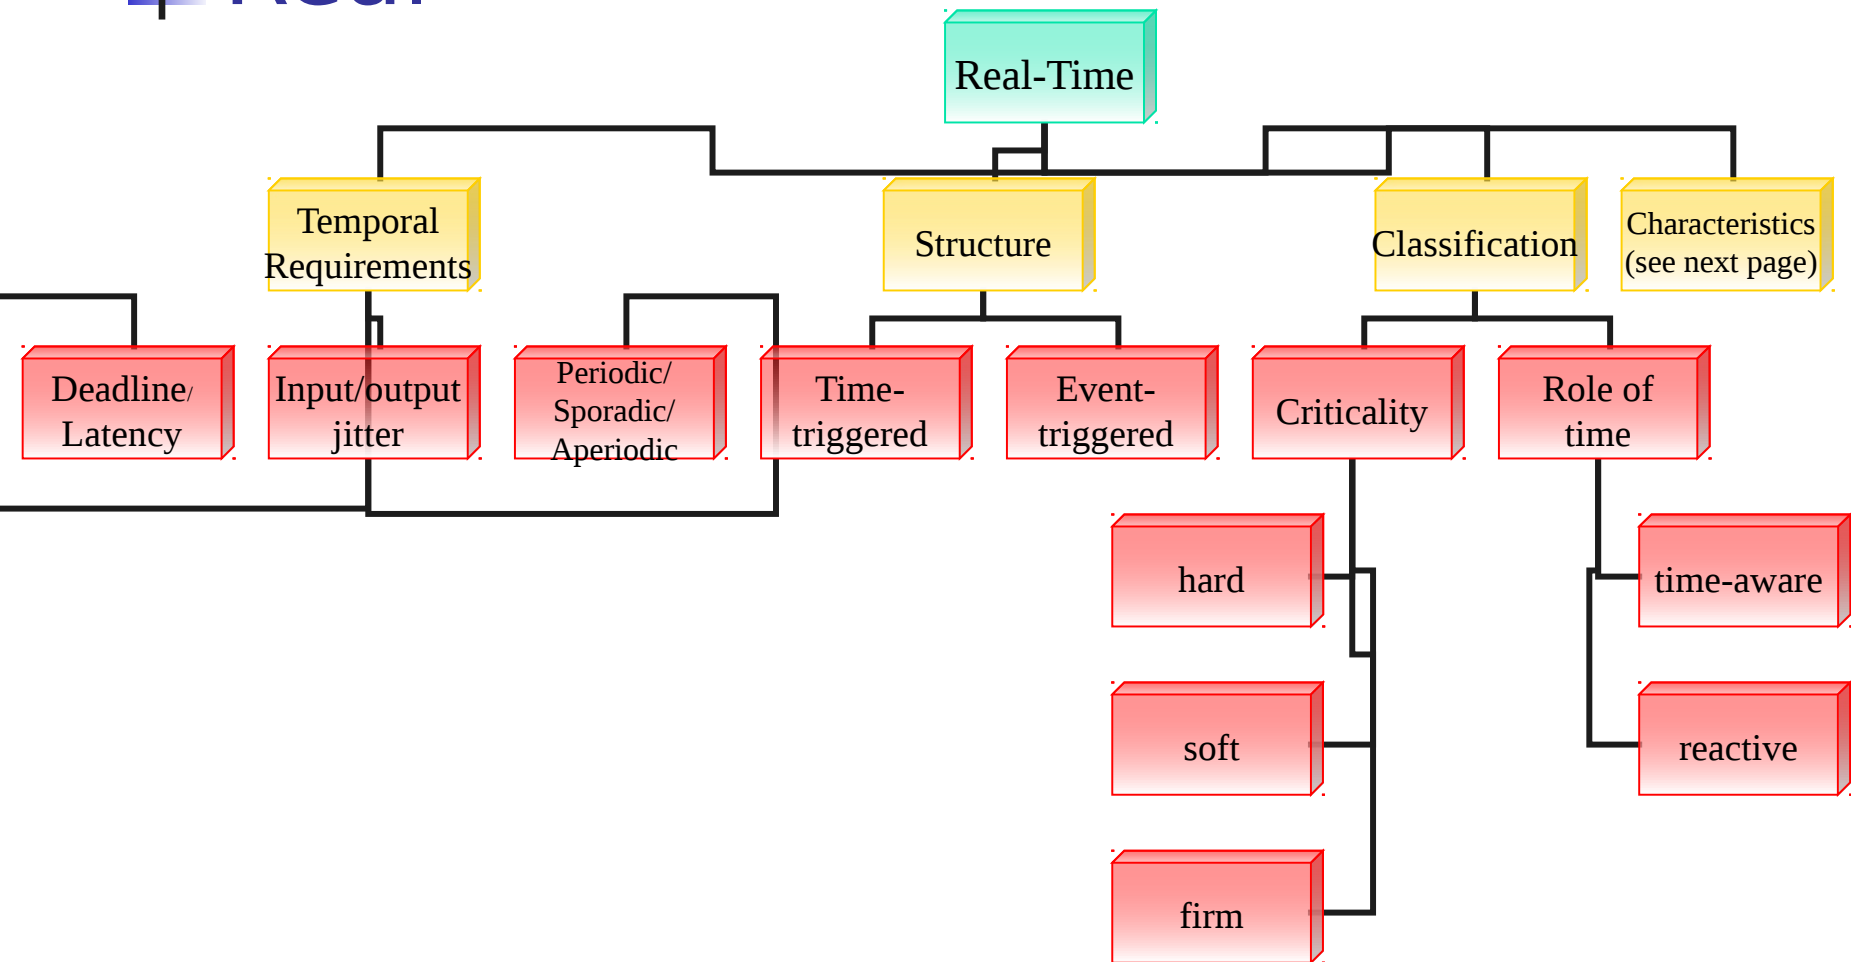 Real-Time
Temporal
Requirements
Structure
Classification
Characteristics
(see next page)
Deadline/
Latency
Input/output
jitter
Periodic/
Sporadic/
Aperiodic
Time-
triggered
Event-
triggered
Criticality
Role of
time
hard
time-aware
soft
reactive
firm